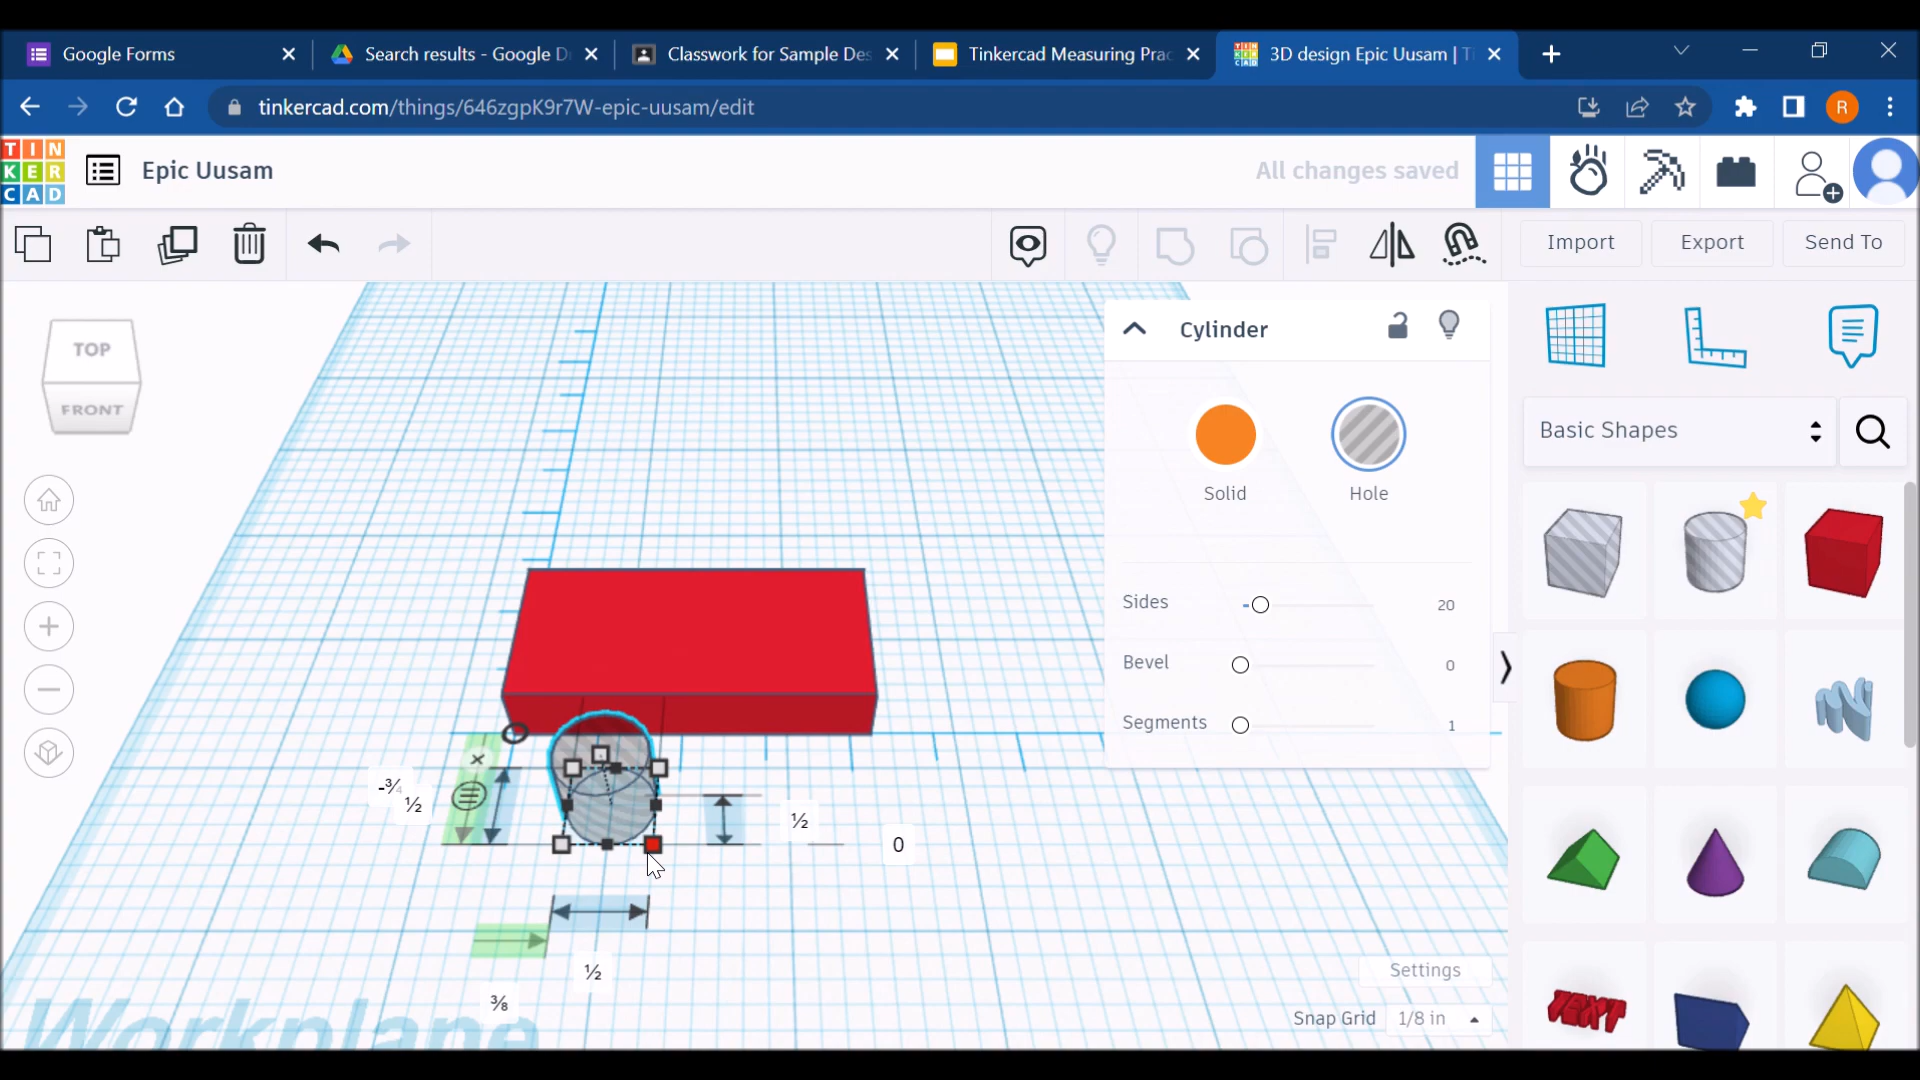 Google Forms
Search results - Google D
Classwork for Sample Des
Tinkercad Measuring Prac
3D design Epic Uusam | T
tinkercad.com/things/646zgpK9r7W-epic-uusam/edit
R
TIN
KER
CAD
Epic Uusam
All changes saved
Import
Export
Send To
TOP
FRONT
Cylinder
Solid
Hole
Sides
20
Bevel
0
Segments
1
Basic Shapes
TEXT
-¾
½
½
0
½
⅜
Workplane
Settings
Snap Grid
1/8 in